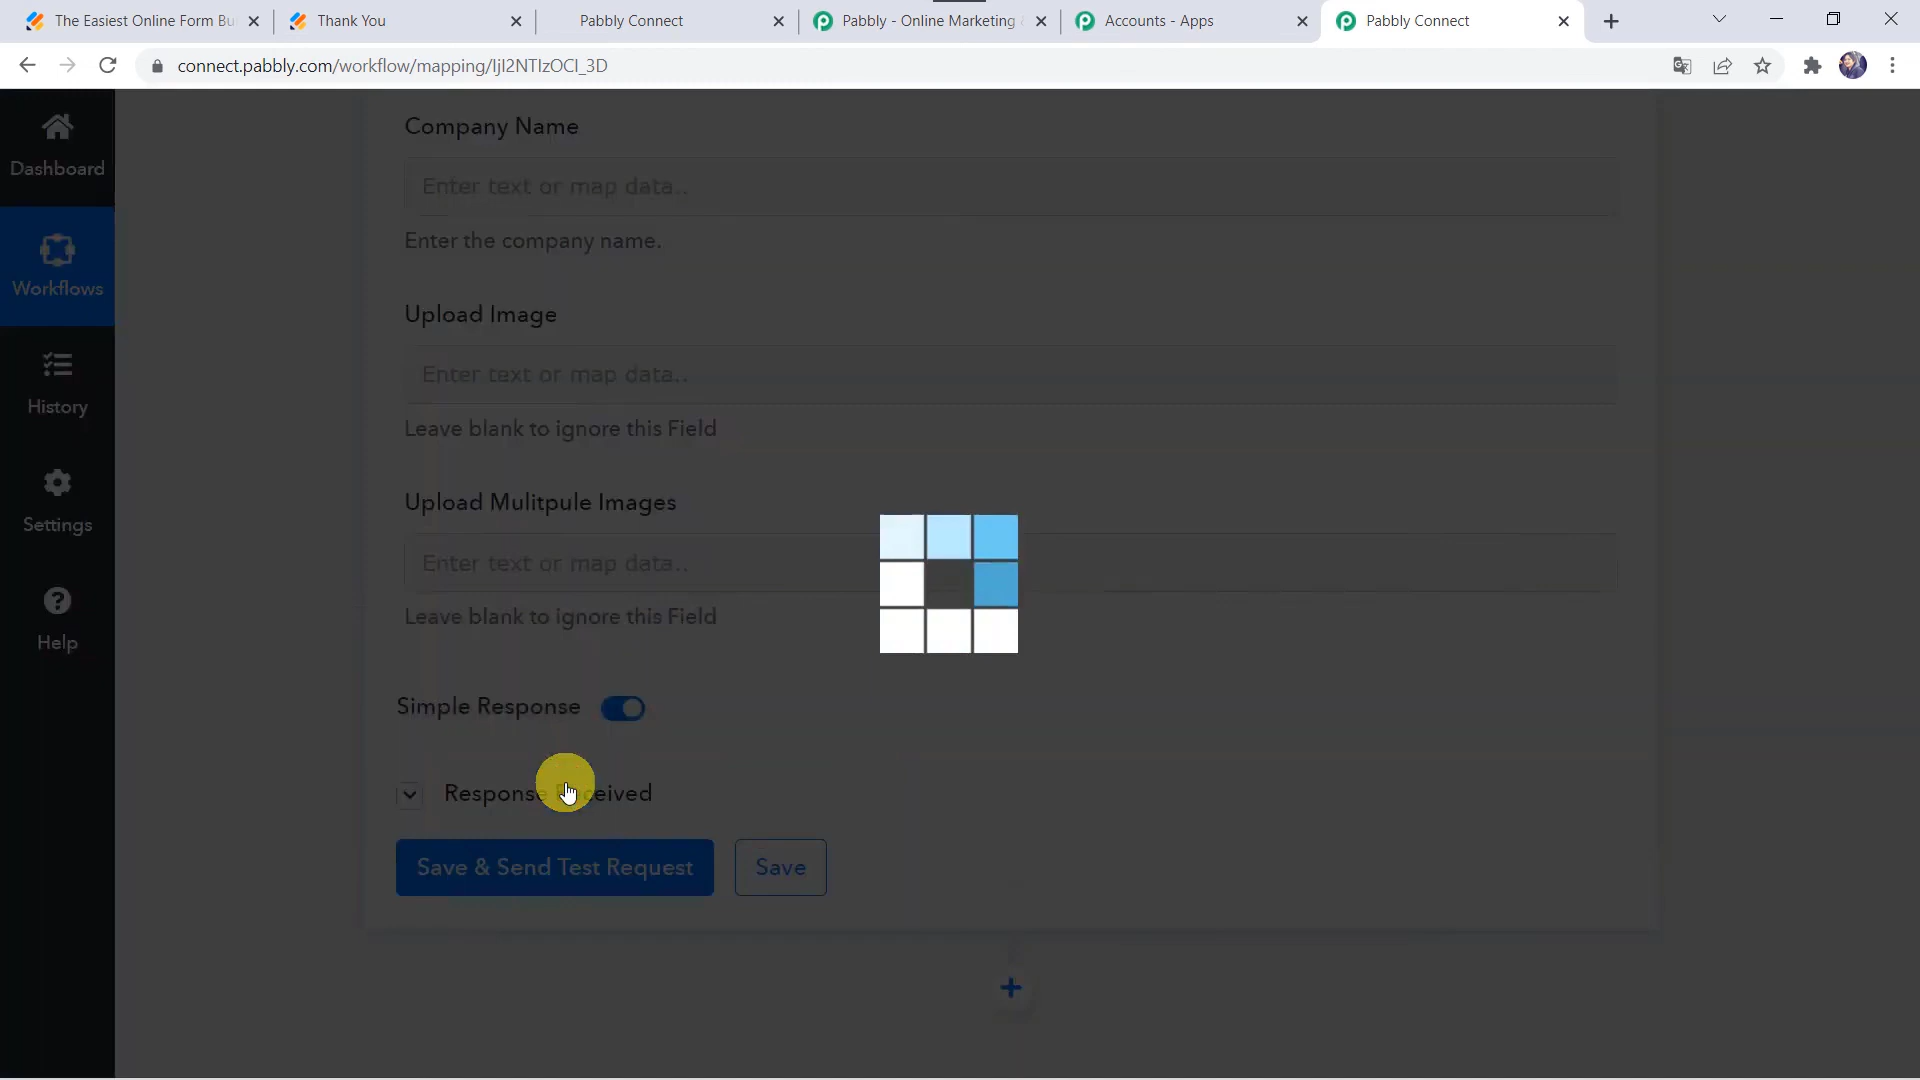 The Easiest Online Form Bu
Thank You
Pabbly Connect
Pabbly - Online Marketing
Accounts - Apps
Pabbly Connect
connect.pabbly.com/workflow/mapping/IjI2NTIzOCI_3D
Dashboard
Workflows
History
Settings
Help
Company Name
Enter text or map data..
Enter the company name.
Upload Image
Enter text or map data..
Leave blank to ignore this Field
Upload Mulitpule Images
Enter text or map data..
Leave blank to ignore this Field
Simple Response
Response eived
Save & Send Test Request
Save